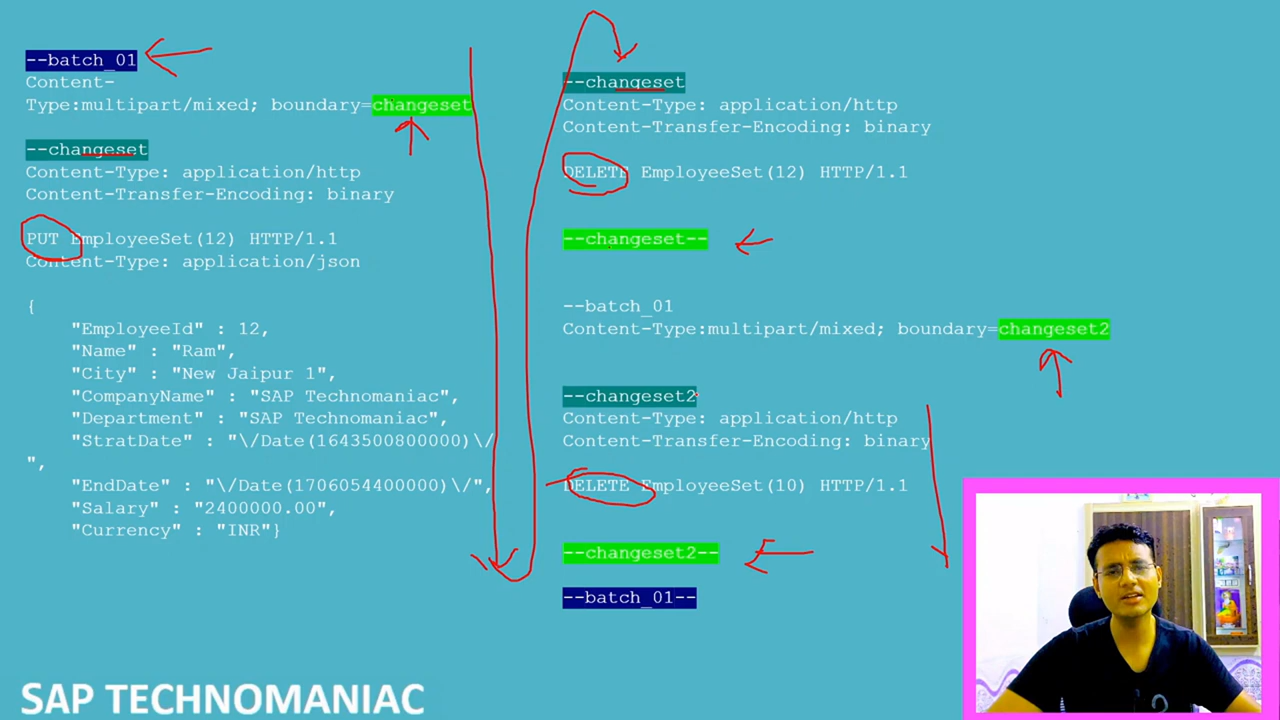 --batch_01
Content-
Type:multipart/mixed; boundary=changeset
--changeset
Content-Type: application/http
Content-Transfer-Encoding: binary
PUT EmployeeSet(12) HTTP/1.1
Content-Type: application/json
{
"EmployeeId" : 12,
"Name" : "Ram",
"City" : "New Jaipur 1",
"CompanyName" : "SAP Technomaniac",
"Department" : "SAP Technomaniac",
"StratDate" : "\/Date(1643500800000)\/
",
"EndDate" : "\/Date(1706054400000)\/",
"Salary" : "2400000.00",
"Currency" : "INR"}
--changeset
Content-Type: application/http
Content-Transfer-Encoding: binary
DELETE EmployeeSet(12) HTTP/1.1
--changeset--
--batch_01
Content-Type:multipart/mixed; boundary=changeset2
--changeset2
Content-Type: application/http
Content-Transfer-Encoding: binary
DELETE EmployeeSet(10) HTTP/1.1
--changeset2--
--batch_01--
SAP TECHNOMANIAC